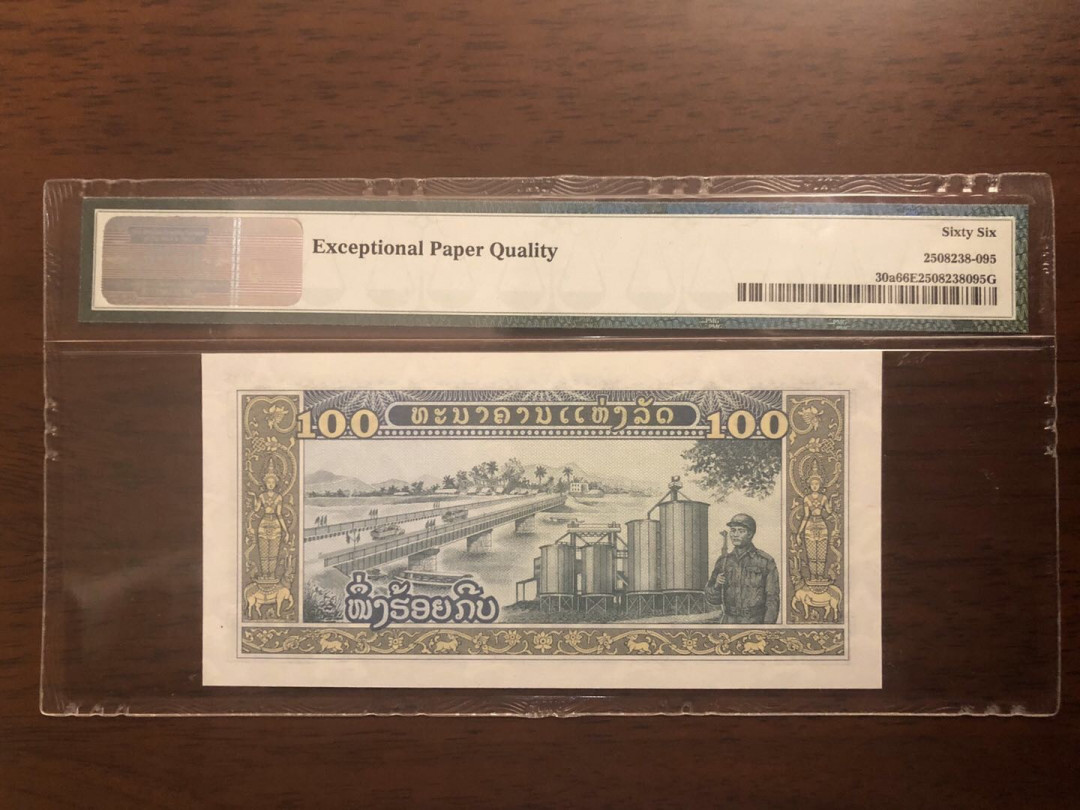 Exceptional Paper Quality
Sixty Six
2508238-095
30a66E2508238095G
100 ທະນາຄານແຫ່ງລັດ 100
ໜຶ່ງຮ້ອຍກີບ